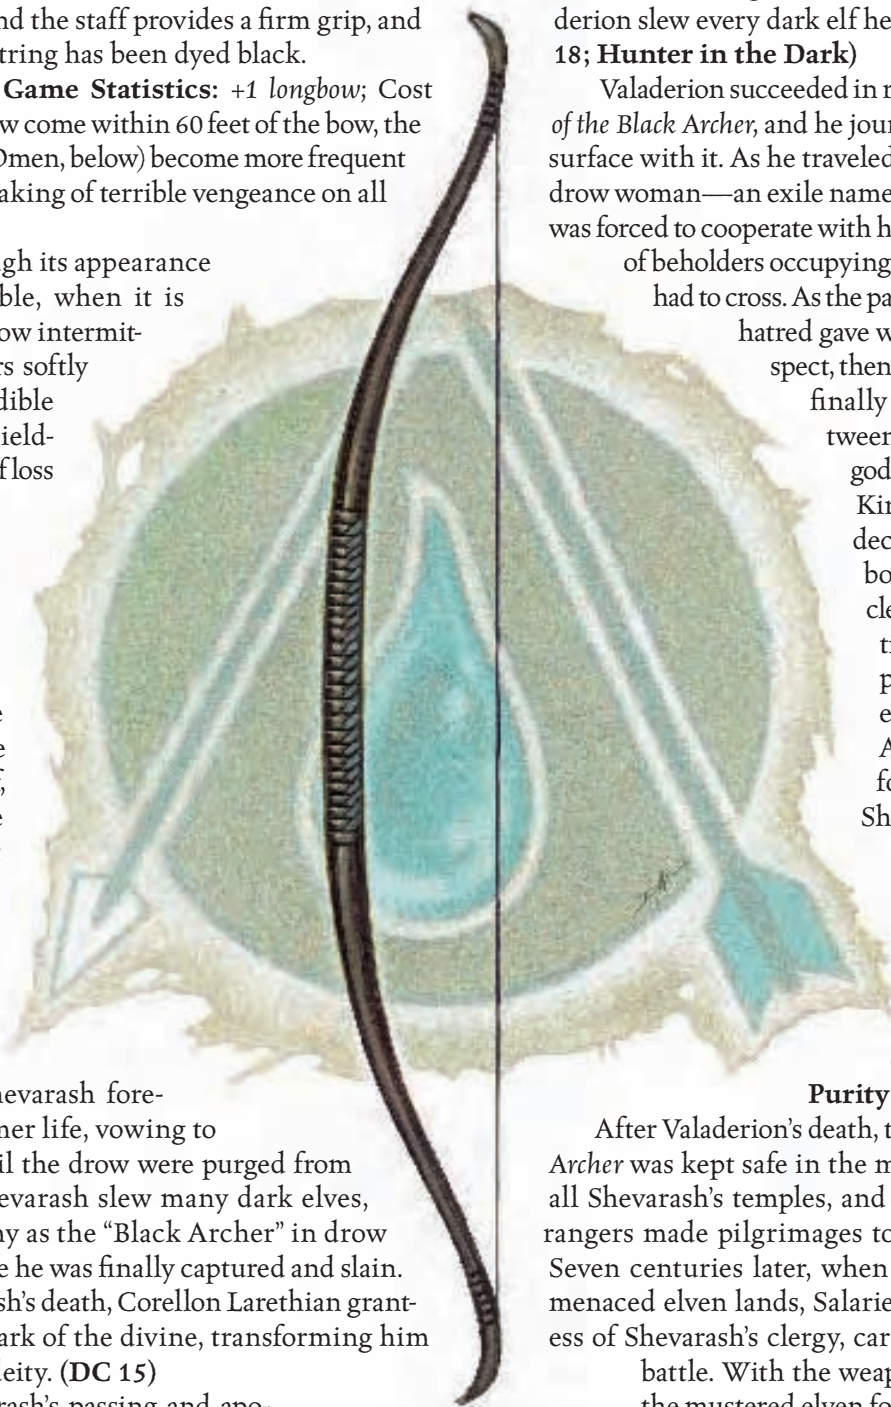 nd the staff provides a firm grip, and
tring has been dyed black.
Game Statistics: +1 longbow; Cost
w come within 60 feet of the bow, the
Omen, below) become more frequent
aking of terrible vengeance on all
gh its appearance
ble, when it is
ow intermit-
rs softly
dible
ield-
f loss
e
e
f,
e
hevarash fore-
mer life, vowing to
il the drow were purged from
evarash slew many dark elves,
ny as the “Black Archer” in drow
e he was finally captured and slain.
sh’s death, Corellon Larethian grant-
ark of the divine, transforming him
deity. (DC 15)
rash’s passing and apo-
derion slew every dark elf he
18; Hunter in the Dark)
Valaderion succeeded in r
of the Black Archer, and he jour
surface with it. As he traveled
drow woman—an exile name
was forced to cooperate with h
of beholders occupying
had to cross. As the pa
hatred gave w
spect, then
finally
tween
god
Kin
dec
bo
cle
tr
p
e
A
fo
Sh
Purity
After Valaderion’s death, t
Archer was kept safe in the m
all Shevarash’s temples, and
rangers made pilgrimages to
Seven centuries later, when
menaced elven lands, Salarie
ess of Shevarash’s clergy, car
battle. With the weap
the mustered elven fo